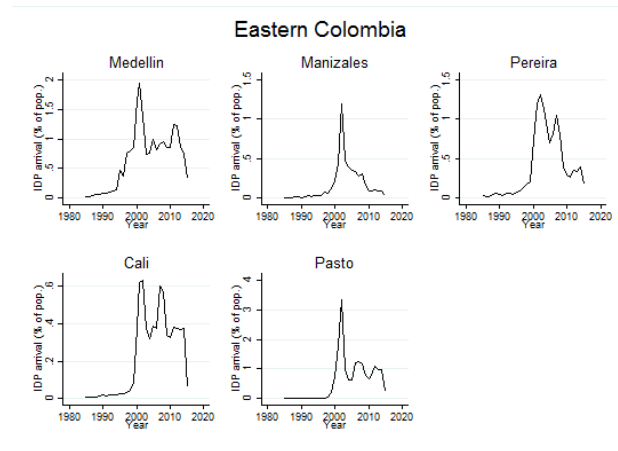 Eastern Colombia
Medellin
IDP arrival (% of pop.)
2
1.5
1
.5
0
1980 1990 2000 2010 2020
Year
Manizales
IDP arrival (% of pop.)
1.5
1
.5
0
1980 1990 2000 2010 2020
Year
Pereira
IDP arrival (% of pop.)
1.5
1
.5
0
1980 1990 2000 2010 2020
Year
Cali
IDP arrival (% of pop.)
.6
.4
.2
0
1980 1990 2000 2010 2020
Year
Pasto
IDP arrival (% of pop.)
4
3
2
1
0
1980 1990 2000 2010 2020
Year